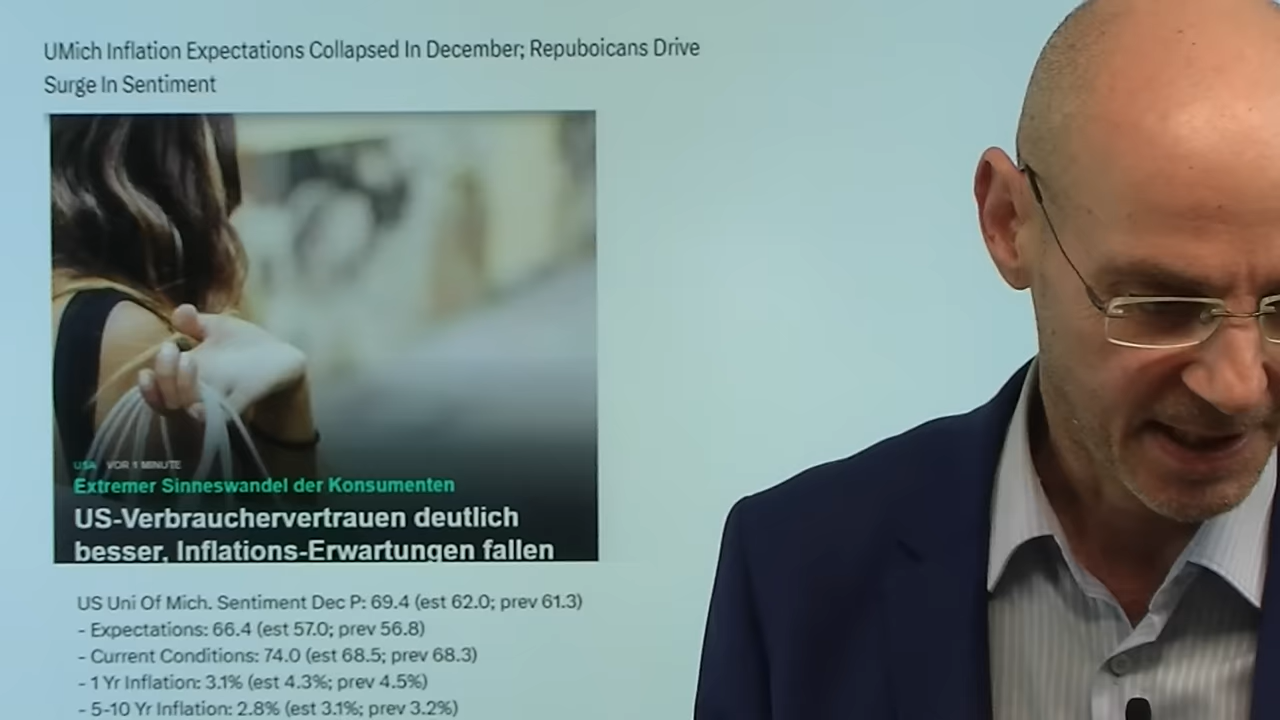 UMich Inflation Expectations Collapsed In December; Repuboicans Drive
Surge In Sentiment
USA VOR 1 MINUTE
Extremer Sinneswandel der Konsumenten
US-Verbrauchervertrauen deutlich
besser, Inflations-Erwartungen fallen
US Uni Of Mich. Sentiment Dec P: 69.4 (est 62.0; prev 61.3)
- Expectations: 66.4 (est 57.0; prev 56.8)
- Current Conditions: 74.0 (est 68.5; prev 68.3)
- 1 Yr Inflation: 3.1% (est 4.3%; prev 4.5%)
- 5-10 Yr Inflation: 2.8% (est 3.1%; prev 3.2%)